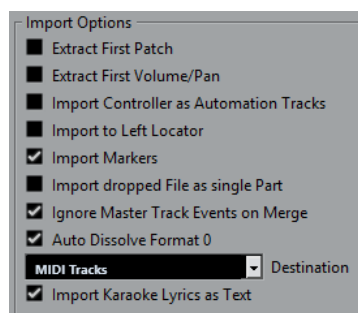 Import Options
Extract First Patch
Extract First Volume/Pan
Import Controller as Automation Tracks
Import to Left Locator
Import Markers
Import dropped File as single Part
Ignore Master Track Events on Merge
Auto Dissolve Format 0
MIDI Tracks Destination
Import Karaoke Lyrics as Text